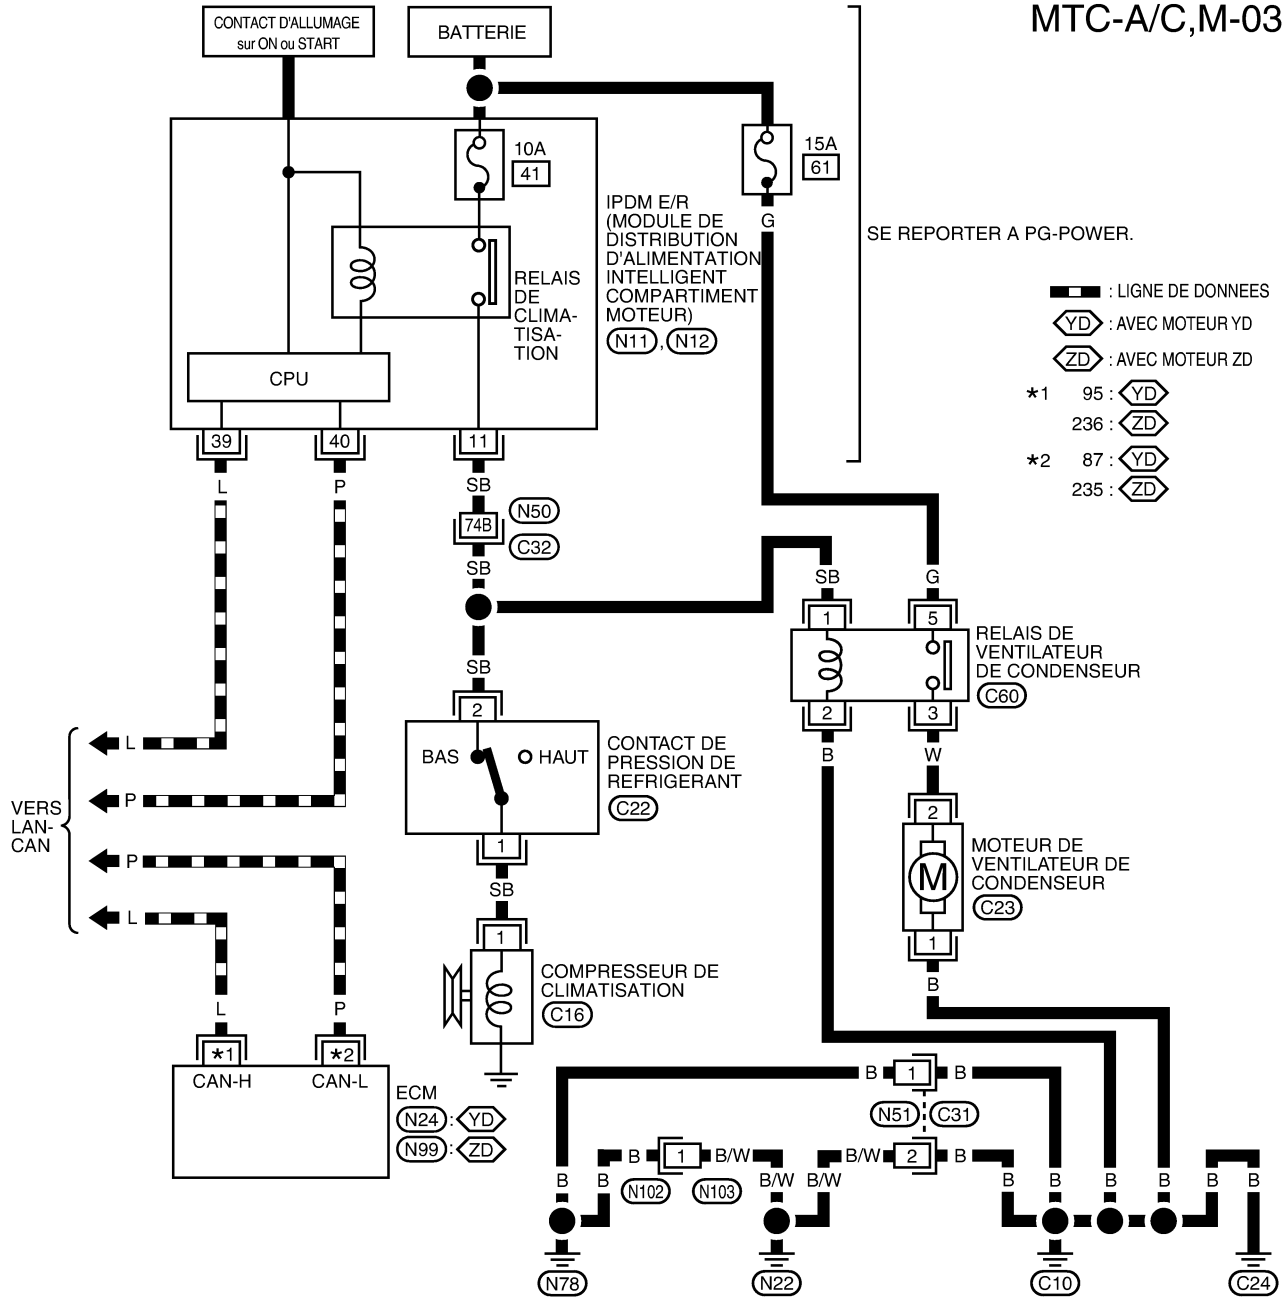 MTC-A/C,M-03
CONTACT D'ALLUMAGE
sur ON ou START
BATTERIE
10A
41
15A
61
G
SE REPORTER A PG-POWER.
IPDM E/R
(MODULE DE
DISTRIBUTION
D'ALIMENTATION
INTELLIGENT
COMPARTIMENT
MOTEUR)
N11 , N12
RELAIS
DE
CLIMA-
TISA-
TION
CPU
: LIGNE DE DONNEES
YD : AVEC MOTEUR YD
ZD : AVEC MOTEUR ZD
*1 95 : YD
236 : ZD
*2 87 : YD
235 : ZD
39
40
11
L
P
SB
74B
N50
C32
SB
SB
SB
G
1
5
RELAIS DE
VENTILATEUR
DE CONDENSEUR
C60
2
3
B
W
2
BAS
HAUT
CONTACT DE
PRESSION DE
REFRIGERANT
C22
1
SB
L
P
VERS
LAN-
CAN
P
L
2
M
MOTEUR DE
VENTILATEUR DE
CONDENSEUR
C23
1
B
1
COMPRESSEUR DE
CLIMATISATION
C16
L
P
*1
*2
CAN-H
CAN-L
ECM
N24 : YD
N99 : ZD
B
1
B
N51
C31
B
1
B/W
B/W
2
B
N102
N103
B
B
B/W
B/W
B
B
B
B
B
B
N78
N22
C10
C24